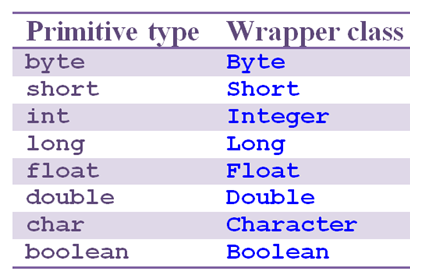 Primitive type Wrapper class
byte Byte
short Short
int Integer
long Long
float Float
double Double
char Character
boolean Boolean